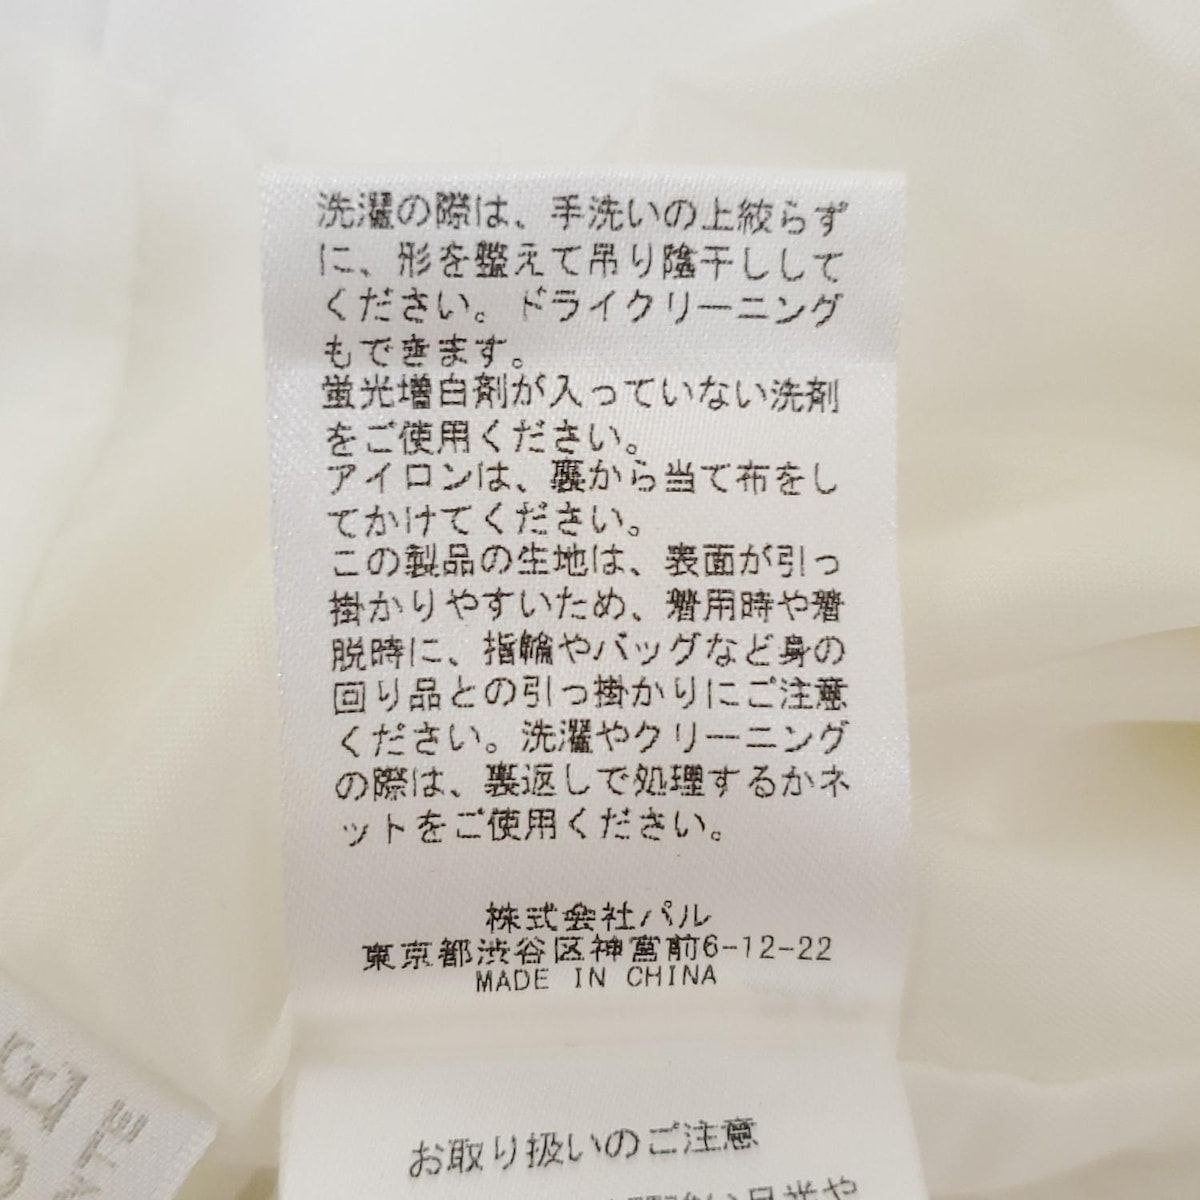 洗濯の際は、手洗いの上絞らず
に、形を整えて吊り陰干しして
ください。ドライクリーニング
もできます。
蛍光増白剤が入っていない洗剤
をご使用ください。
アイロンは、裏から当て布をし
てかけてください。
この製品の生地は、表面が引っ
掛かりやすいため、着用時や着
脱時に、指輪やバッグなど身の
回り品との引っ掛かりにご注意
ください。洗濯やクリーニング
の際は、裏返しで処理するかネ
ットをご使用ください。
株式会社パル
東京都渋谷区神宮前6-12-22
MADE IN CHINA
お取り扱いのご注意